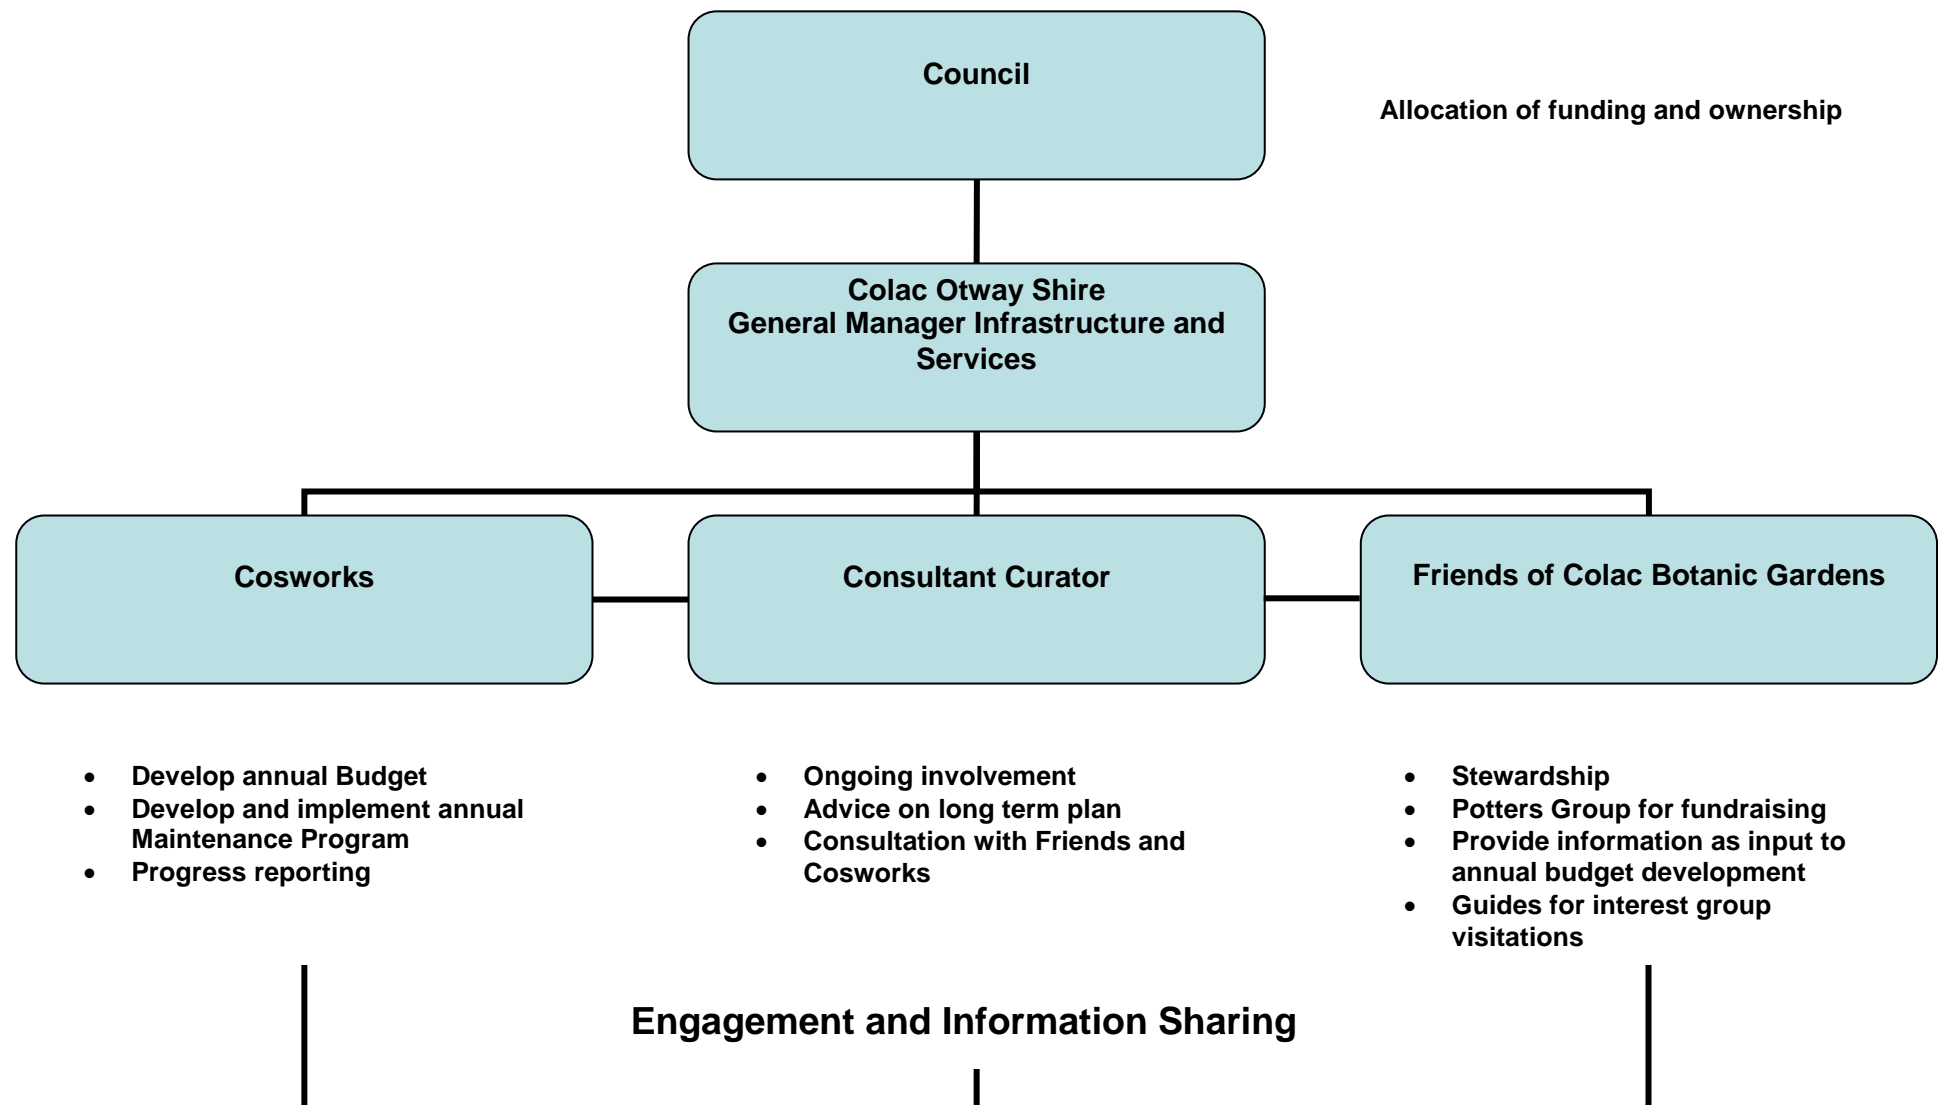 Council
Allocation of funding and ownership
Colac Otway Shire
General Manager Infrastructure and
Services
Cosworks
Consultant Curator
Friends of Colac Botanic Gardens
• Develop annual Budget
• Develop and implement annual
Maintenance Program
• Progress reporting
• Ongoing involvement
• Advice on long term plan
• Consultation with Friends and
Cosworks
• Stewardship
• Potters Group for fundraising
• Provide information as input to
annual budget development
• Guides for interest group
visitations
Engagement and Information Sharing